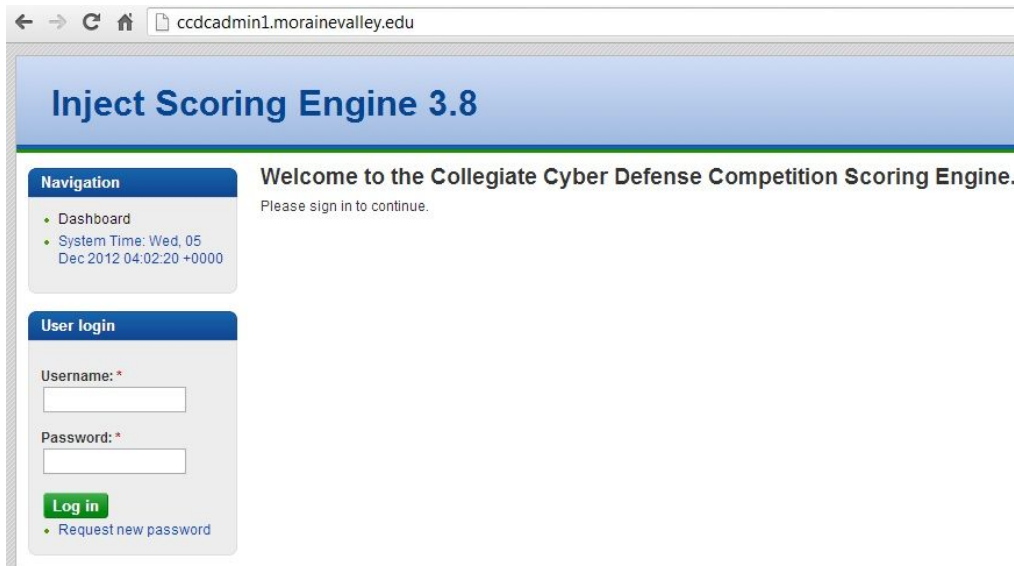 ccdcadmin1.morainevalley.edu
Inject Scoring Engine 3.8
Navigation
Dashboard
System Time: Wed, 05
Dec 2012 04:02:20 +0000
User login
Username: *
Password: *
Log in
Request new password
Welcome to the Collegiate Cyber Defense Competition Scoring Engine.
Please sign in to continue.